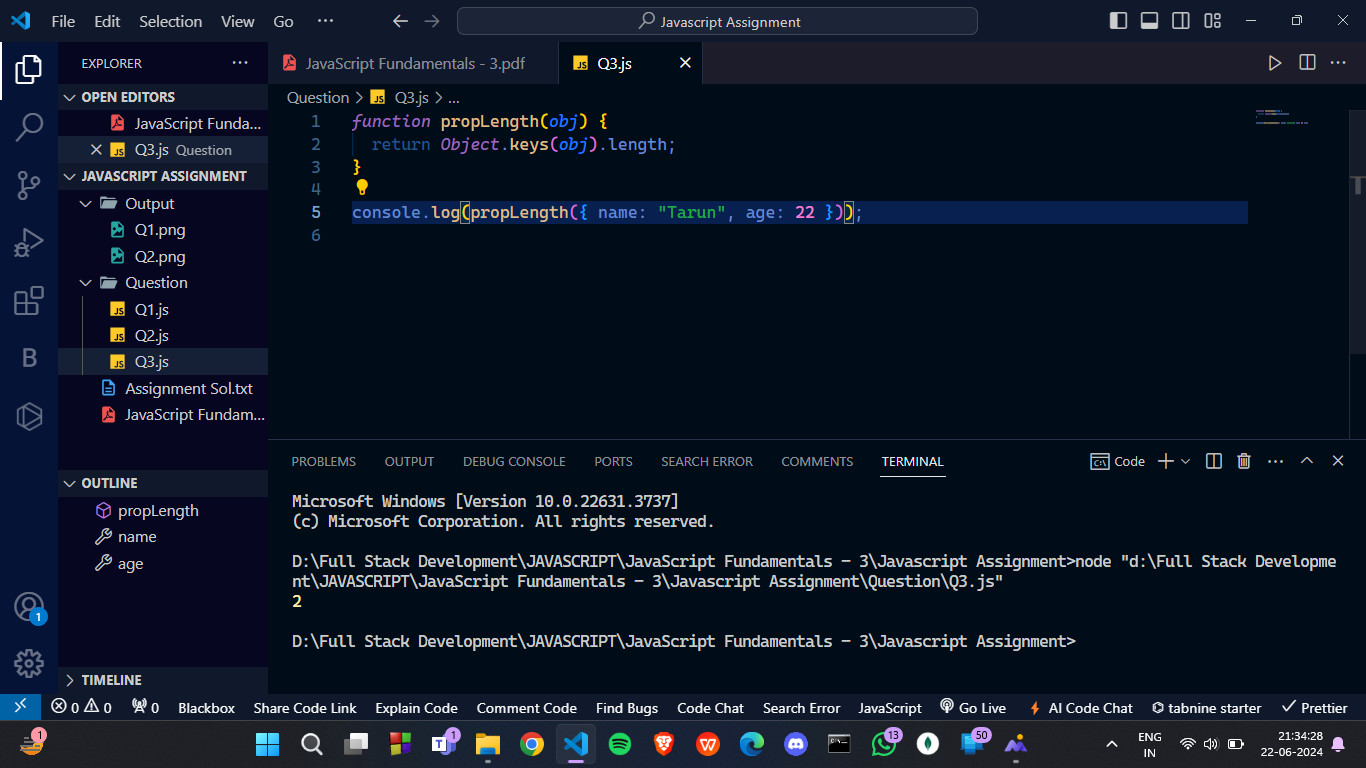 File Edit Selection View Go ···
Javascript Assignment
EXPLORER ···
OPEN EDITORS
JavaScript Funda...
Q3.js Question
JAVASCRIPT ASSIGNMENT
Output
Q1.png
Q2.png
Question
JS Q1.js
JS Q2.js
JS Q3.js
Assignment Sol.txt
JavaScript Fundam...
OUTLINE
propLength
name
age
TIMELINE
JavaScript Fundamentals - 3.pdf
JS Q3.js
Question > JS Q3.js > ...
1 function propLength(obj) {
2 return Object.keys(obj).length;
3 }
4
5 console.log(propLength({ name: "Tarun", age: 22 }));
6
PROBLEMS OUTPUT DEBUG CONSOLE PORTS SEARCH ERROR COMMENTS TERMINAL Code
Microsoft Windows [Version 10.0.22631.3737]
(c) Microsoft Corporation. All rights reserved.
D:\Full Stack Development\JAVASCRIPT\JavaScript Fundamentals - 3\Javascript Assignment>node "d:\Full Stack Developme
nt\JAVASCRIPT\JavaScript Fundamentals - 3\Javascript Assignment\Question\Q3.js"
2
D:\Full Stack Development\JAVASCRIPT\JavaScript Fundamentals - 3\Javascript Assignment>
B
1
0 0 0 Blackbox Share Code Link Explain Code Comment Code Find Bugs Code Chat Search Error JavaScript Go Live AI Code Chat tabnine starter Prettier
1 1 13 50
ENG
IN
21:34:28
22-06-2024